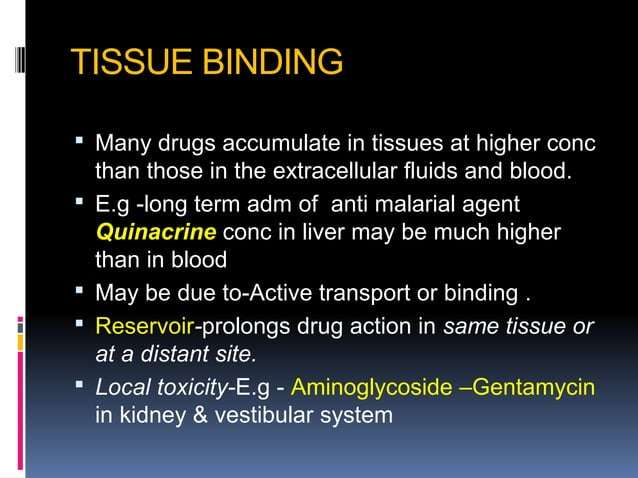 TISSUE BINDING
▪ Many drugs accumulate in tissues at higher conc
than those in the extracellular fluids and blood.
▪ E.g -long term adm of anti malarial agent
Quinacrine conc in liver may be much higher
than in blood
▪ May be due to-Active transport or binding .
▪ Reservoir-prolongs drug action in same tissue or
at a distant site.
▪ Local toxicity-E.g - Aminoglycoside –Gentamycin
in kidney & vestibular system